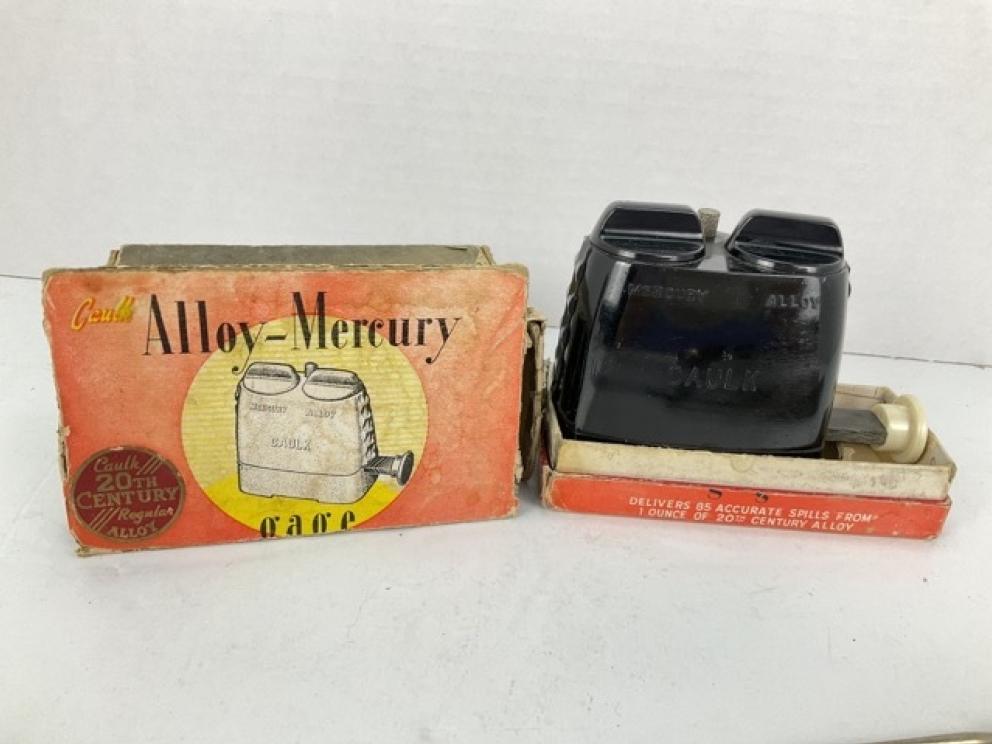 Caulk
Alloy-Mercury
MERCURY ALLOY
CAULK
Caulk
20TH
CENTURY
Regular
ALLOY
gage
MERCURY ALLOY
CAULK
DELIVERS 85 ACCURATE SPILLS FROM
1 OUNCE OF 20TH CENTURY ALLOY